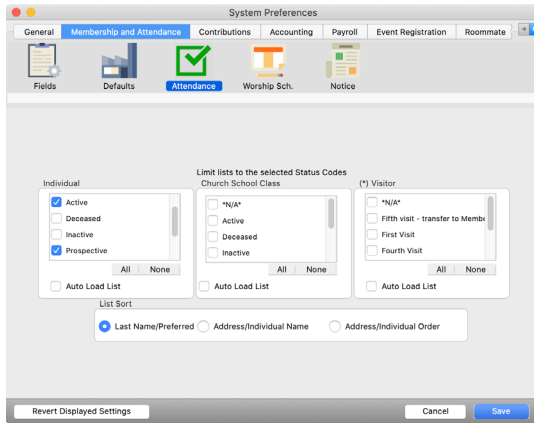 System Preferences
General Membership and Attendance Contributions Accounting Payroll Event Registration Roommate
Fields Defaults Attendance Worship Sch. Notice
Limit lists to the selected Status Codes
Individual Church School Class (*) Visitor
Active *N/A* *N/A*
Deceased Active Fifth visit - transfer to Membe
Inactive Deceased First Visit
Prospective Inactive Fourth Visit
All None All None All None
Auto Load List Auto Load List Auto Load List
List Sort
Last Name/Preferred Address/Individual Name Address/Individual Order
Revert Displayed Settings Cancel Save